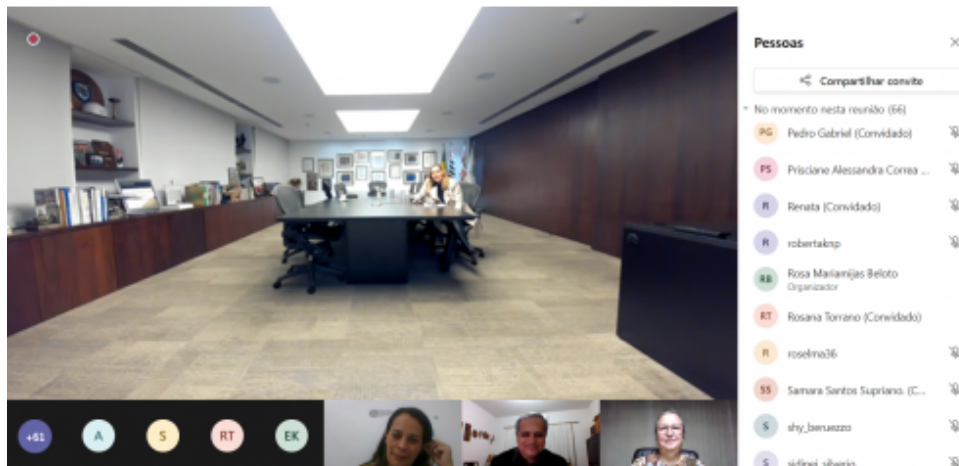 Pessoas
Compartilhar convite
No momento nesta reunião (66)
PG Pedro Gabriel (Convidado)
PS Prisciane Alessandra Correa ...
R Renata (Convidado)
R robertaknp
RB Rosa Mariamijas Beloto
Organizador
RT Rosana Torrano (Convidado)
R roselma36
SS Samara Santos Supriano. (C...
S shy_beruezzo
S
+61
A
S
RT
EK